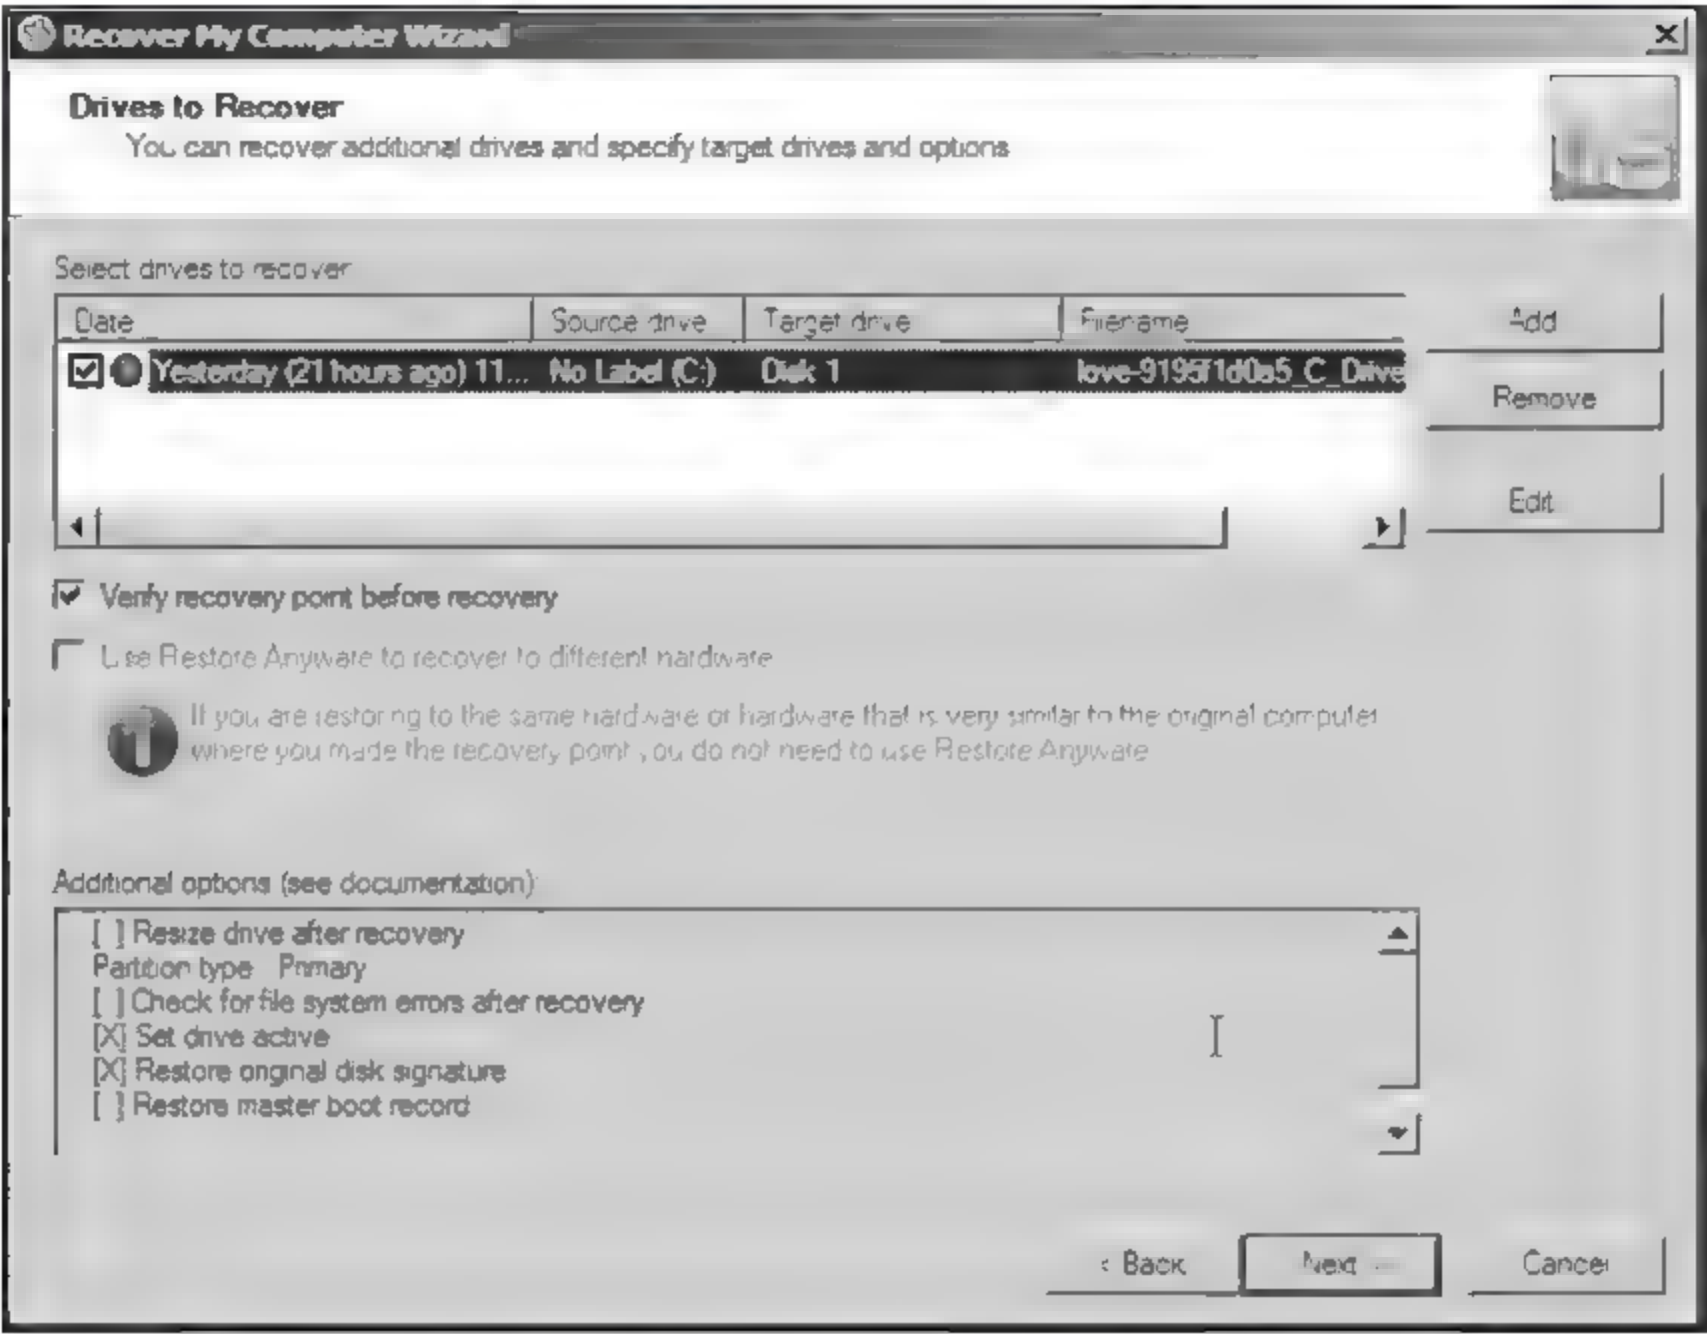 Recover My Computer Wizard
Drives to Recover
You can recover additional drives and specify target drives and options
Select drives to recover
Date Source drive Target drive Filename
Yesterday (21 hours ago) 11... No Label (C:) Disk 1 love-9195f1d0a5_C_Drive
Add
Remove
Edit
Verify recovery point before recovery
Use Restore Anyware to recover to different hardware
If you are restoring to the same hardware or hardware that is very similar to the original computer
where you made the recovery point you do not need to use Restore Anyware
Additional options (see documentation)
[ ] Resize drive after recovery
Partition type Primary
[ ] Check for file system errors after recovery
[X] Set drive active
[X] Restore original disk signature
[ ] Restore master boot record
< Back Next Cancel